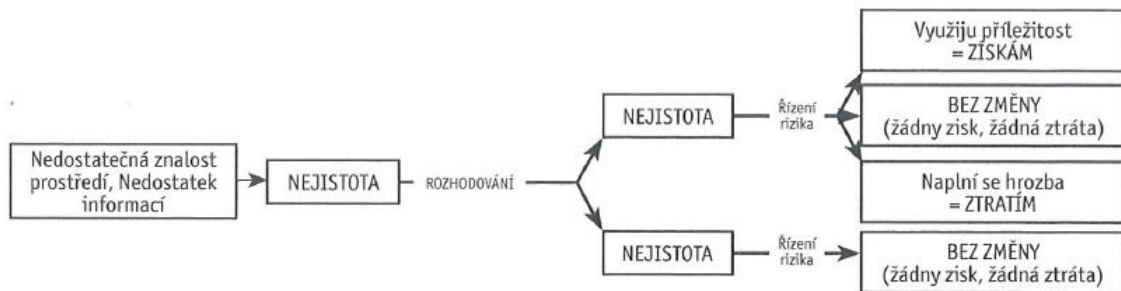 Nedostatečná znalost
prostředí, Nedostatek
informací
NEJISTOTA
ROZHODOVÁNÍ
NEJISTOTA
Řízení
rizika
Využiju příležitost
= ZÍSKÁM
BEZ ZMĚNY
(žádny zisk, žádná ztráta)
Naplní se hrozba
= ZTRATÍM
NEJISTOTA
Řízení
rizika
BEZ ZMĚNY
(žádny zisk, žádná ztráta)